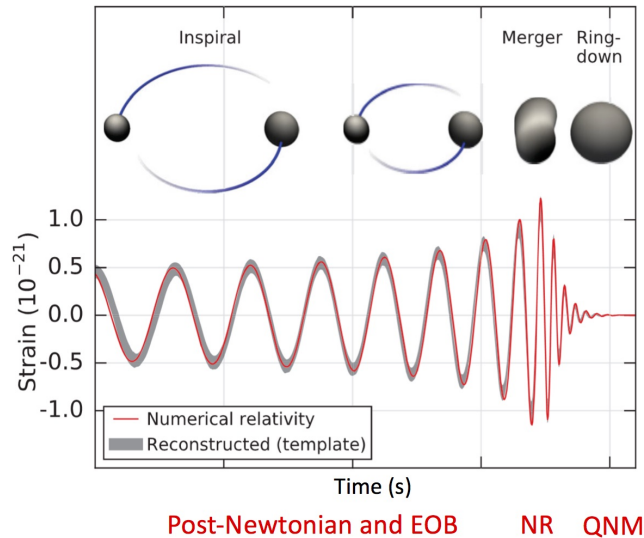 Inspiral
Merger
Ring-
down
1.0
0.5
0.0
-0.5
-1.0
Strain (10⁻²¹)
Numerical relativity
Reconstructed (template)
Time (s)
Post-Newtonian and EOB
NR
QNM